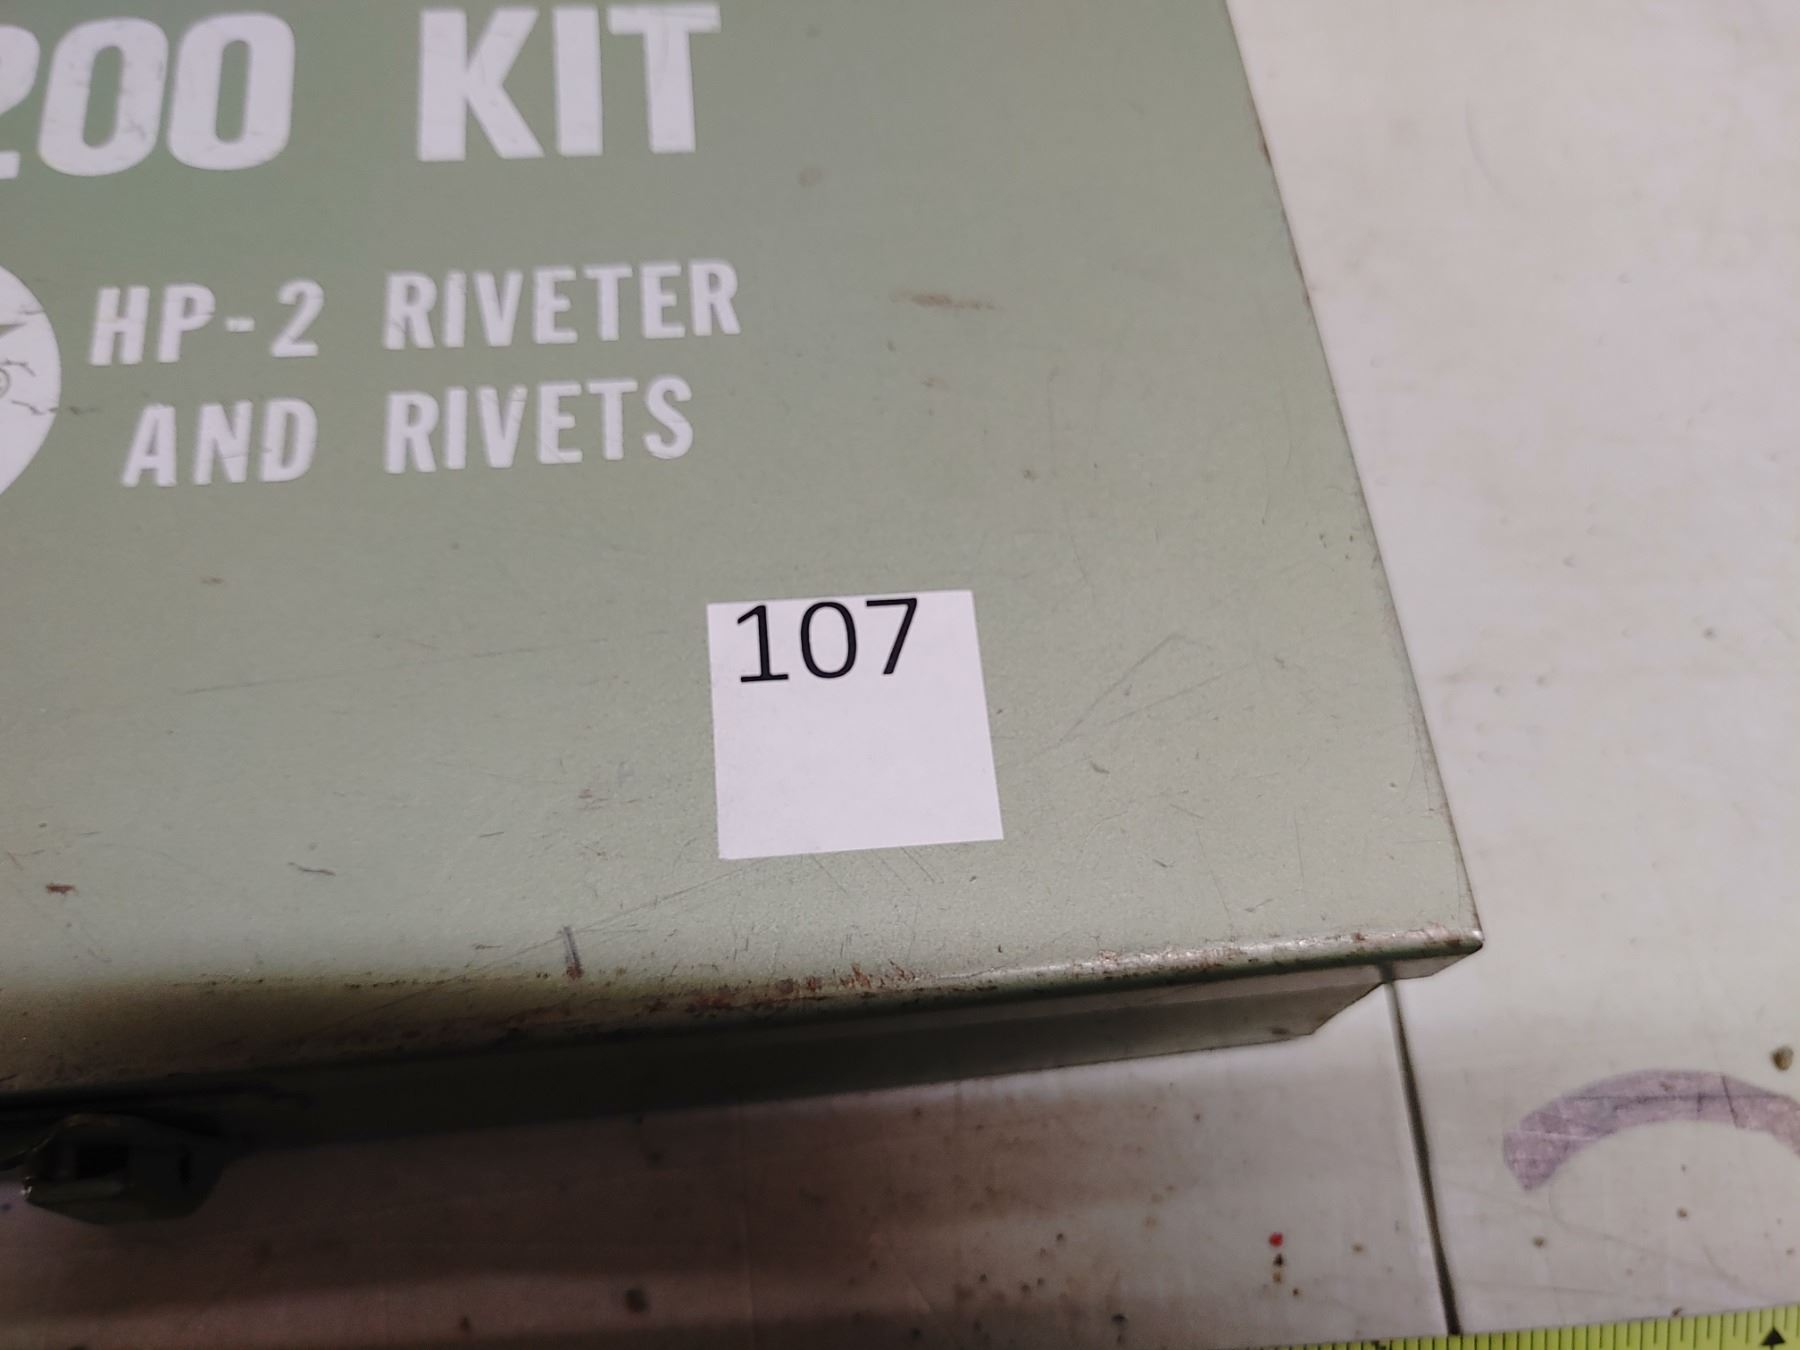 200 KIT
HP-2 RIVETER
AND RIVETS
107